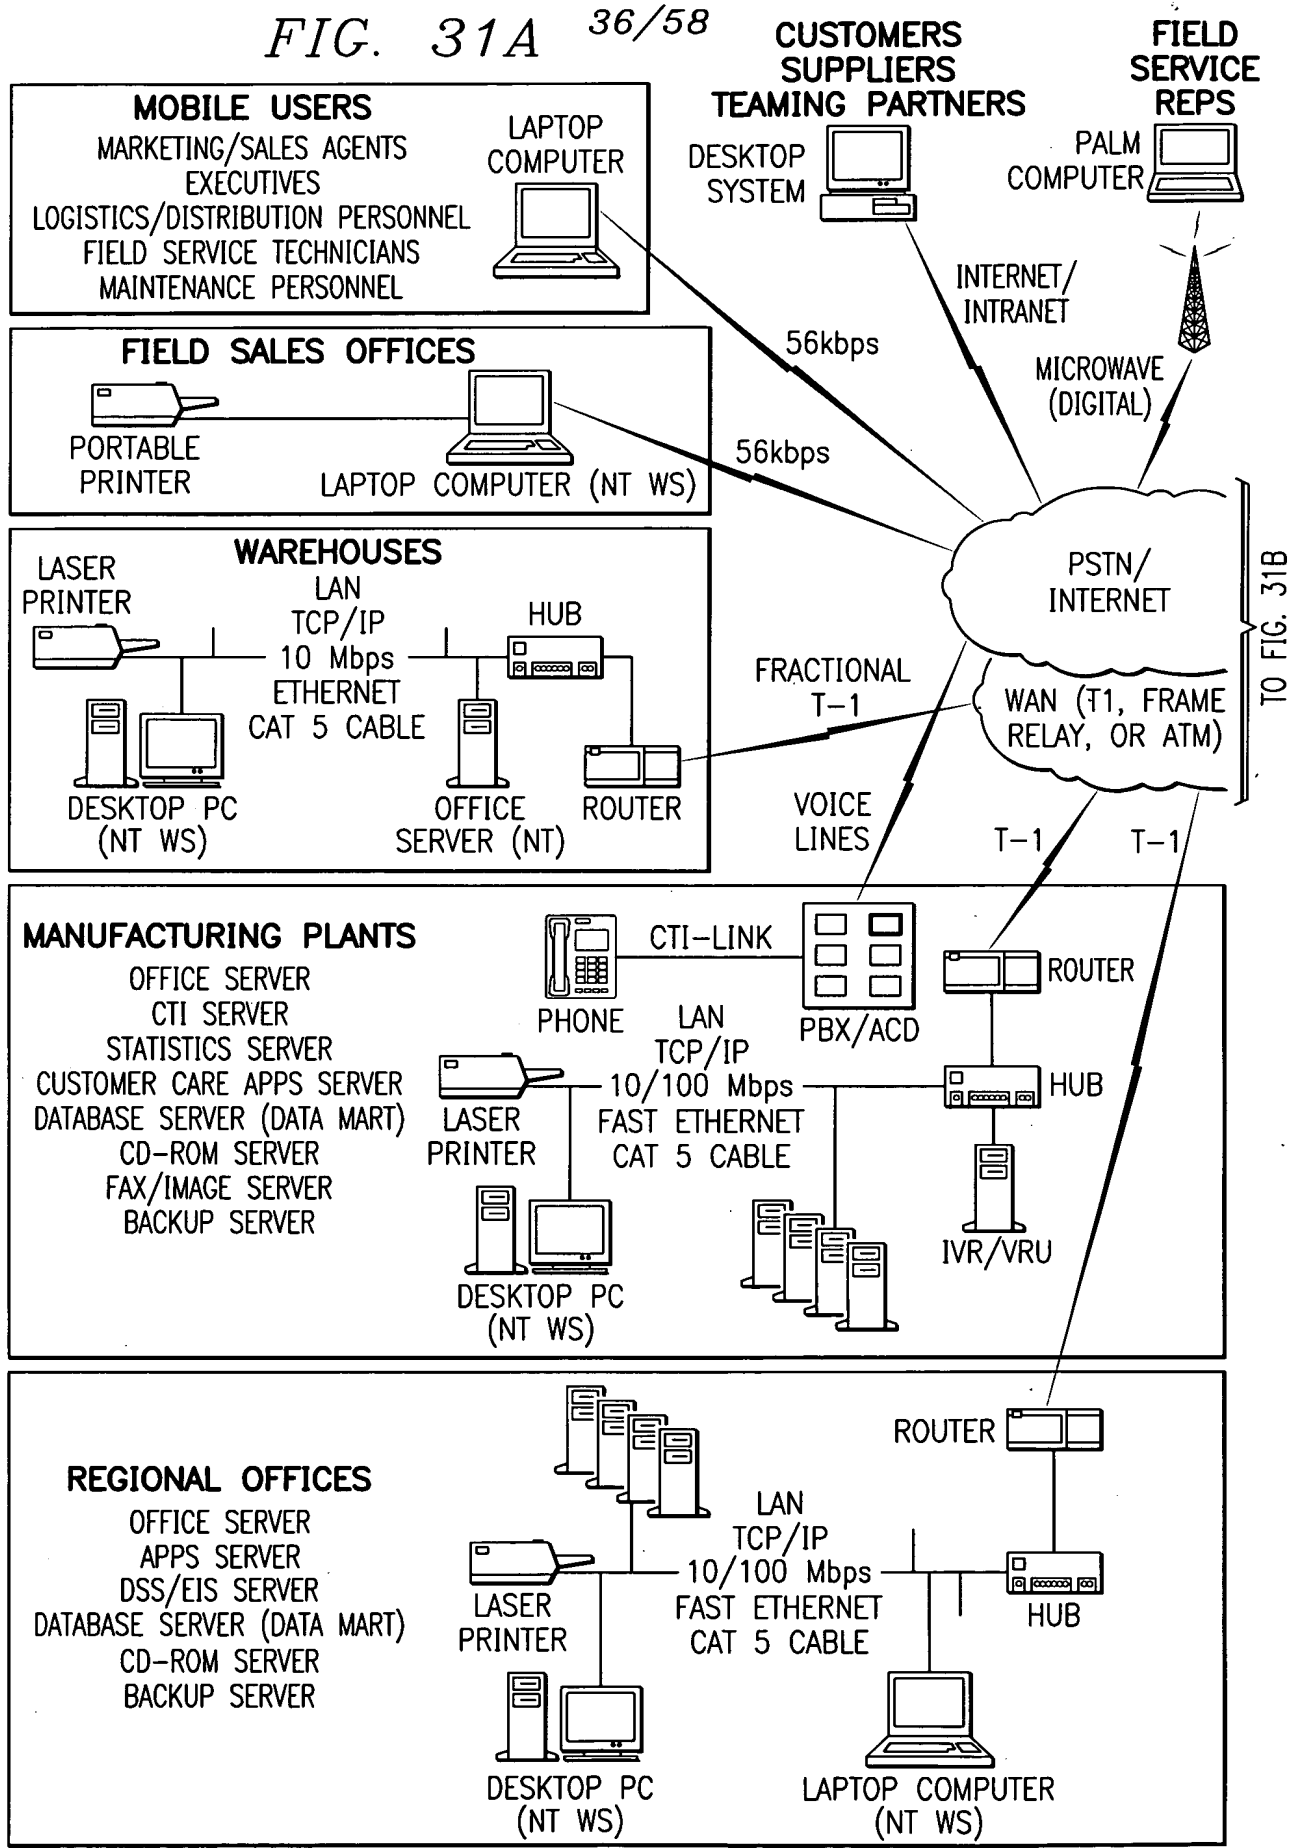 FIG. 31A
36/58
CUSTOMERS
SUPPLIERS
TEAMING PARTNERS
DESKTOP
SYSTEM
FIELD
SERVICE
REPS
PALM
COMPUTER
MOBILE USERS
MARKETING/SALES AGENTS
EXECUTIVES
LOGISTICS/DISTRIBUTION PERSONNEL
FIELD SERVICE TECHNICIANS
MAINTENANCE PERSONNEL
LAPTOP
COMPUTER
INTERNET/
INTRANET
56kbps
MICROWAVE
(DIGITAL)
FIELD SALES OFFICES
PORTABLE
PRINTER
LAPTOP COMPUTER (NT WS)
56kbps
PSTN/
INTERNET
WAN (T1, FRAME
RELAY, OR ATM)
TO FIG. 31B
WAREHOUSES
LASER
PRINTER
LAN
TCP/IP
10 Mbps
ETHERNET
CAT 5 CABLE
HUB
DESKTOP PC
(NT WS)
OFFICE
SERVER (NT)
ROUTER
FRACTIONAL
T-1
VOICE
LINES
T-1
T-1
MANUFACTURING PLANTS
OFFICE SERVER
CTI SERVER
STATISTICS SERVER
CUSTOMER CARE APPS SERVER
DATABASE SERVER (DATA MART)
CD-ROM SERVER
FAX/IMAGE SERVER
BACKUP SERVER
PHONE
CTI-LINK
PBX/ACD
ROUTER
LASER
PRINTER
LAN
TCP/IP
10/100 Mbps
FAST ETHERNET
CAT 5 CABLE
HUB
IVR/VRU
DESKTOP PC
(NT WS)
REGIONAL OFFICES
OFFICE SERVER
APPS SERVER
DSS/EIS SERVER
DATABASE SERVER (DATA MART)
CD-ROM SERVER
BACKUP SERVER
ROUTER
LASER
PRINTER
LAN
TCP/IP
10/100 Mbps
FAST ETHERNET
CAT 5 CABLE
HUB
DESKTOP PC
(NT WS)
LAPTOP COMPUTER
(NT WS)